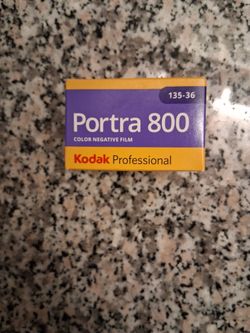 135-36
Portra 800
COLOR NEGATIVE FILM
Kodak Professional